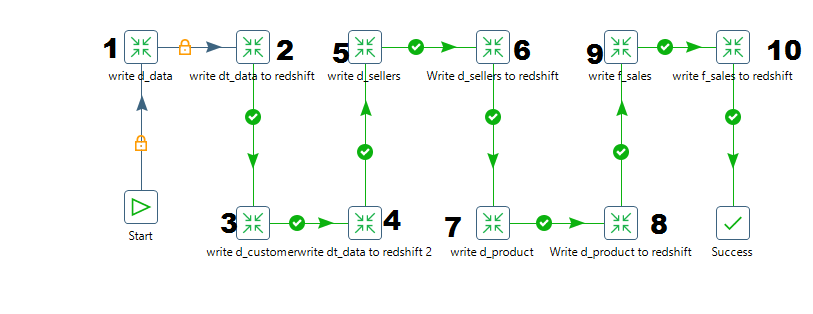 1
write d_data
2
write dt_data to redshift
5
write d_sellers
6
Write d_sellers to redshift
9
write f_sales
10
write f_sales to redshift
Start
3
write d_customer
4
write dt_data to redshift 2
7
write d_product
8
Write d_product to redshift
Success